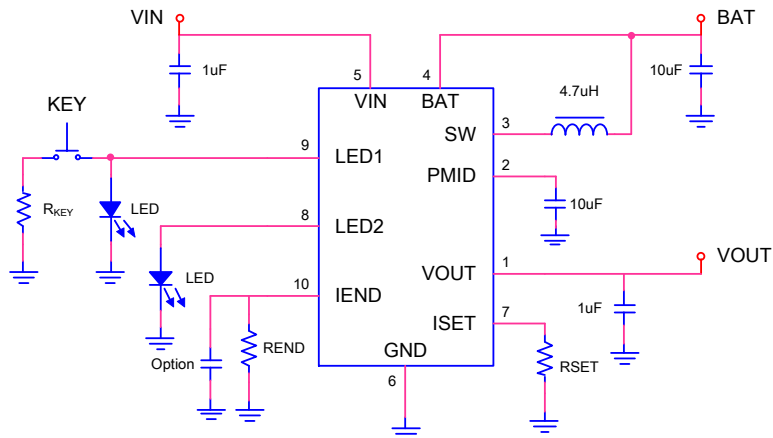 VIN
BAT
1uF
5
4
10uF
4.7uH
VIN
BAT
KEY
SW
3
9
LED1
PMID
2
RKEY
LED
10uF
8
LED2
VOUT
LED
VOUT
1
10
IEND
ISET
7
1uF
Option
REND
GND
RSET
6